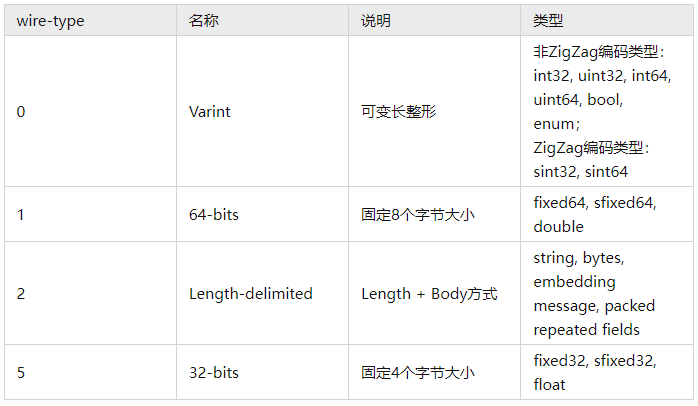 wire-type 名称 说明 类型
0 Varint 可变长整形 非ZigZag编码类型：
int32, uint32, int64,
uint64, bool,
enum；
ZigZag编码类型：
sint32, sint64
1 64-bits 固定8个字节大小 fixed64, sfixed64,
double
2 Length-delimited Length + Body方式 string, bytes,
embedding
message, packed
repeated fields
5 32-bits 固定4个字节大小 fixed32, sfixed32,
float